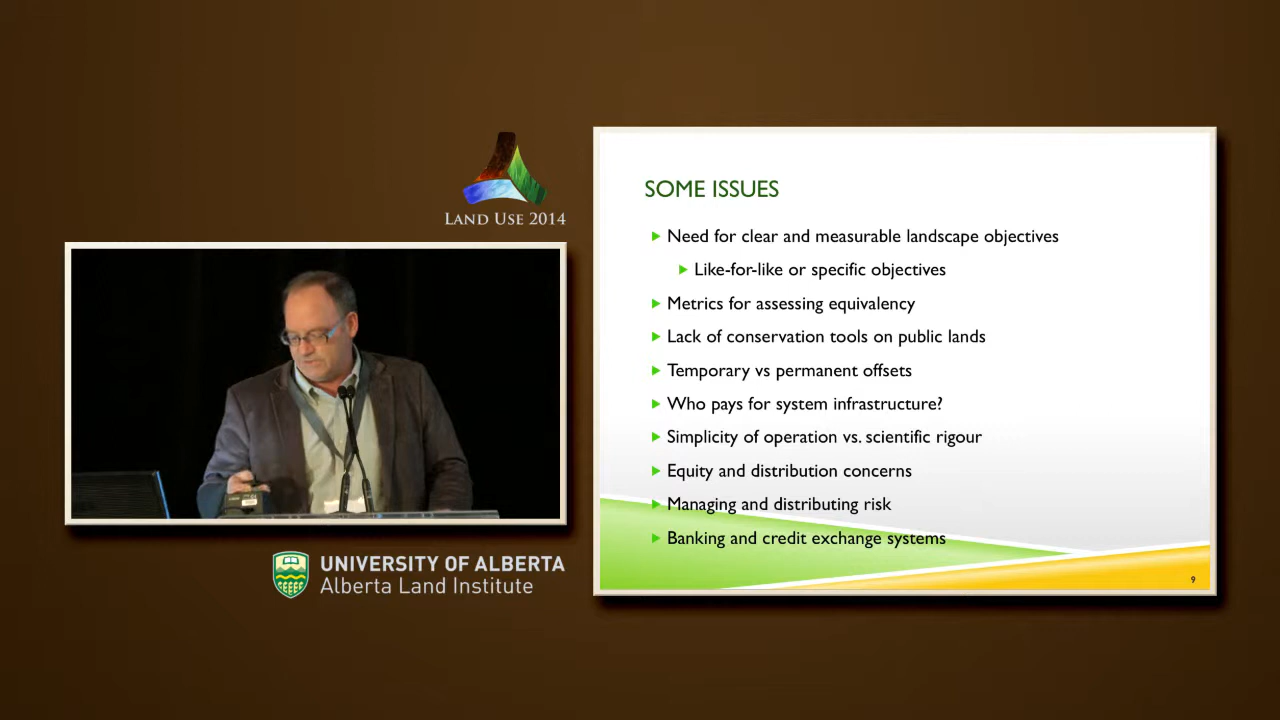 LAND USE 2014
UNIVERSITY OF ALBERTA
Alberta Land Institute
SOME ISSUES
Need for clear and measurable landscape objectives
Like-for-like or specific objectives
Metrics for assessing equivalency
Lack of conservation tools on public lands
Temporary vs permanent offsets
Who pays for system infrastructure?
Simplicity of operation vs. scientific rigour
Equity and distribution concerns
Managing and distributing risk
Banking and credit exchange systems
9